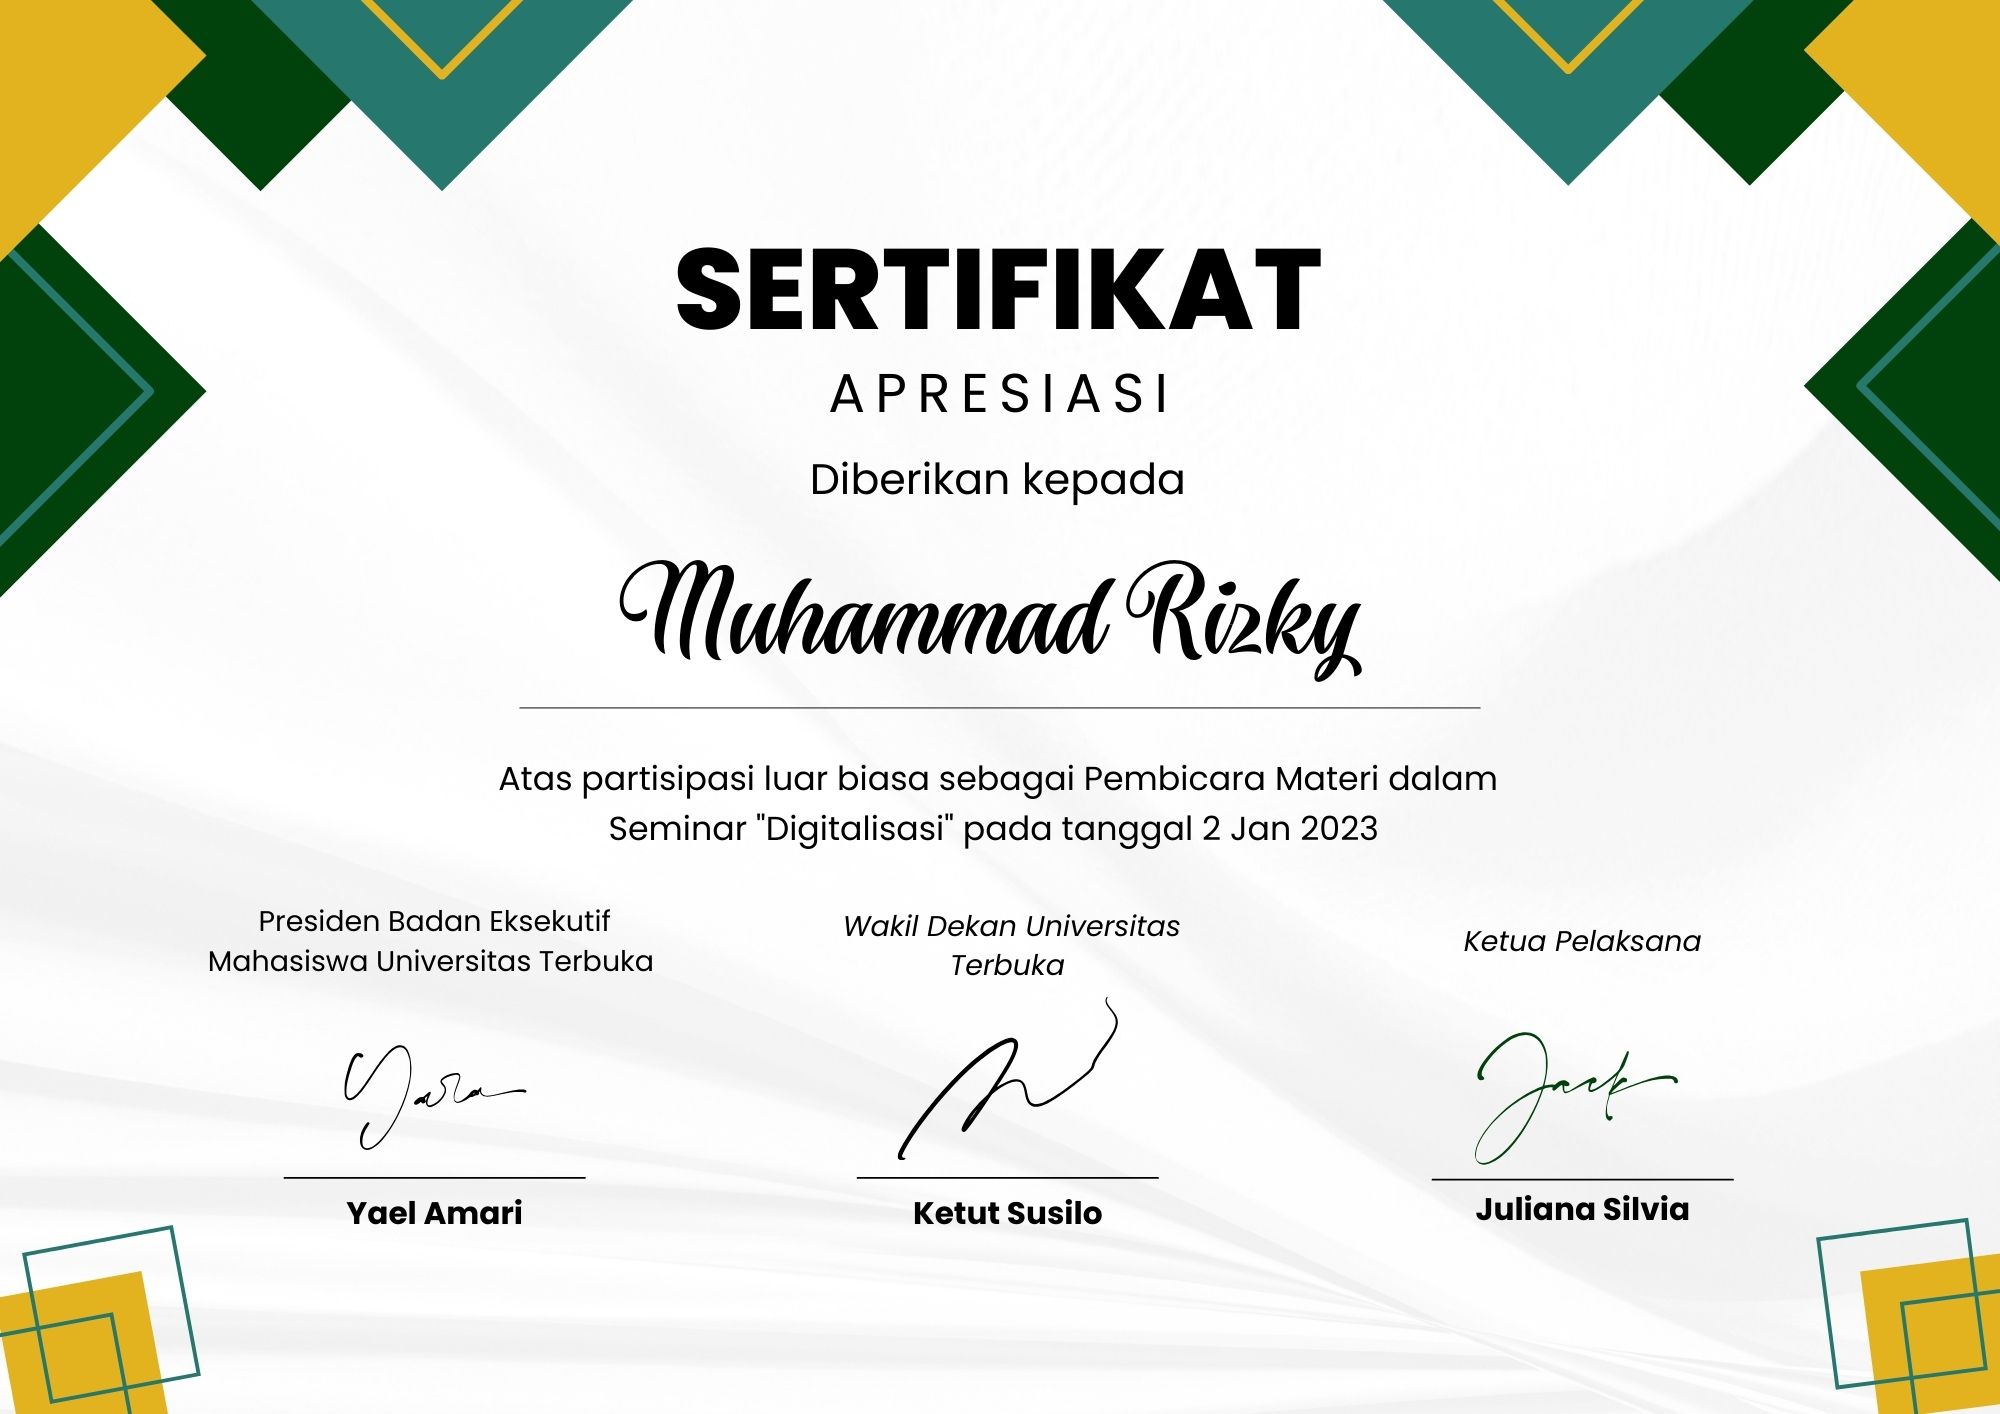 SERTIFIKAT
APRESIASI
Diberikan kepada
Muhammad Rizky
Atas partisipasi luar biasa sebagai Pembicara Materi dalam
Seminar "Digitalisasi" pada tanggal 2 Jan 2023
Presiden Badan Eksekutif
Mahasiswa Universitas Terbuka
Yara
Yael Amari
Wakil Dekan Universitas
Terbuka
Ketut Susilo
Ketua Pelaksana
Jack
Juliana Silvia